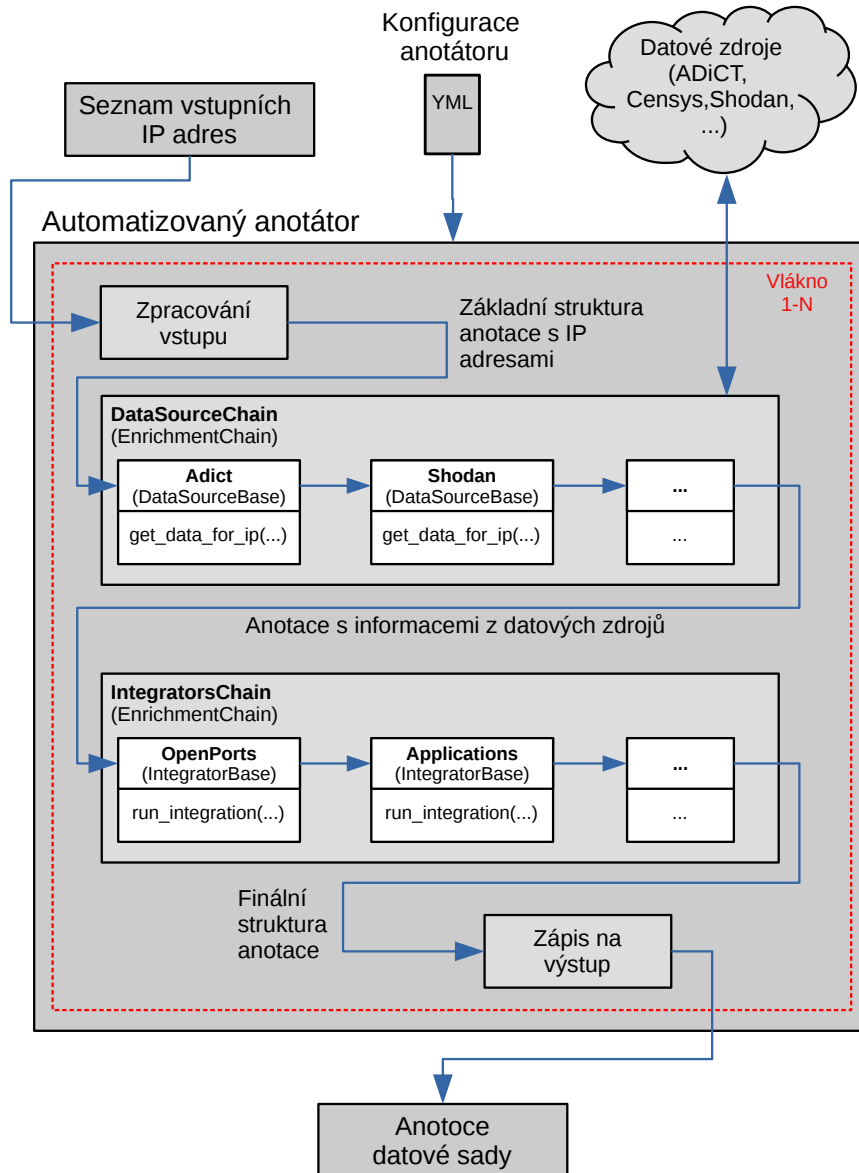 Konfigurace
anotátoru
YML
Datové zdroje
(ADiCT,
Censys,Shodan,
...)
Seznam vstupních
IP adres
Automatizovaný anotátor
Vlákno
1-N
Zpracování
vstupu
Základní struktura
anotace s IP
adresami
DataSourceChain
(EnrichmentChain)
Adict
(DataSourceBase)
get_data_for_ip(...)
Shodan
(DataSourceBase)
get_data_for_ip(...)
...
...
Anotace s informacemi z datových zdrojů
IntegratorsChain
(EnrichmentChain)
OpenPorts
(IntegratorBase)
run_integration(...)
Applications
(IntegratorBase)
run_integration(...)
...
...
Finální
struktura
anotace
Zápis na
výstup
Anotoce
datové sady